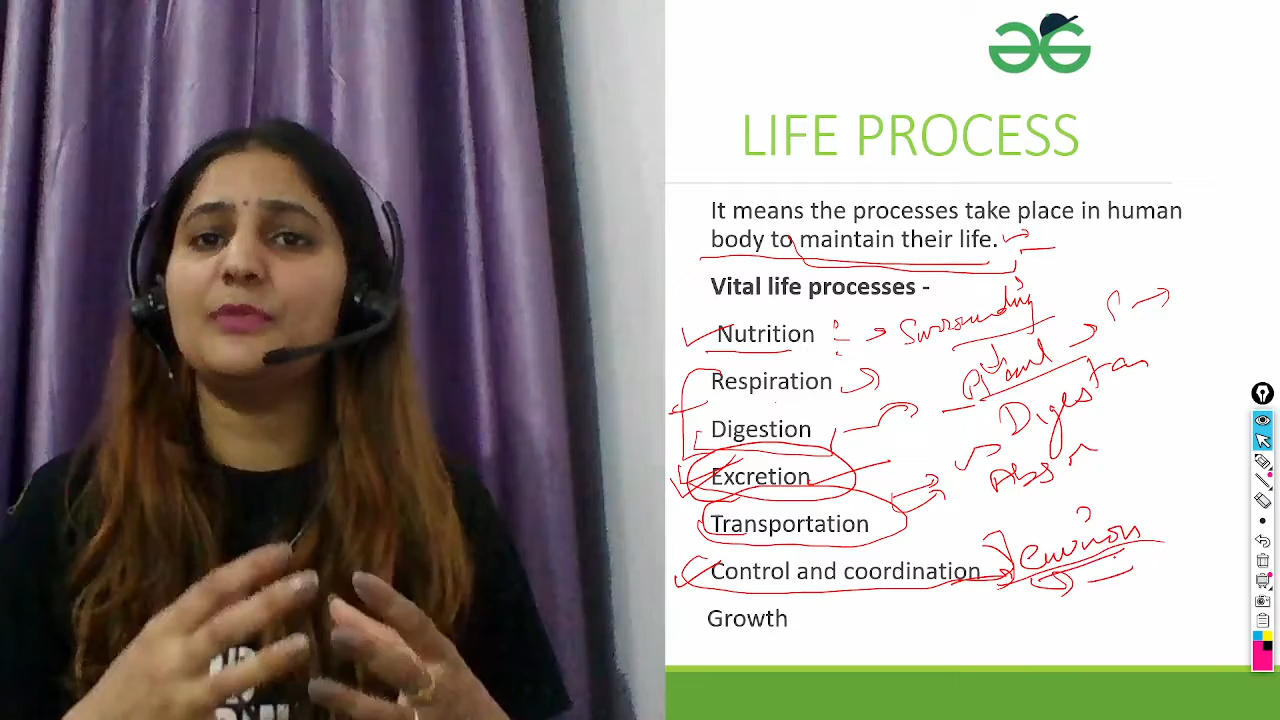 LIFE PROCESS
It means the processes take place in human
body to maintain their life.
Vital life processes -
Nutrition
Surrounding
Respiration
Digestion
Digestan
Excretion
Transportation
Control and coordination
Growth